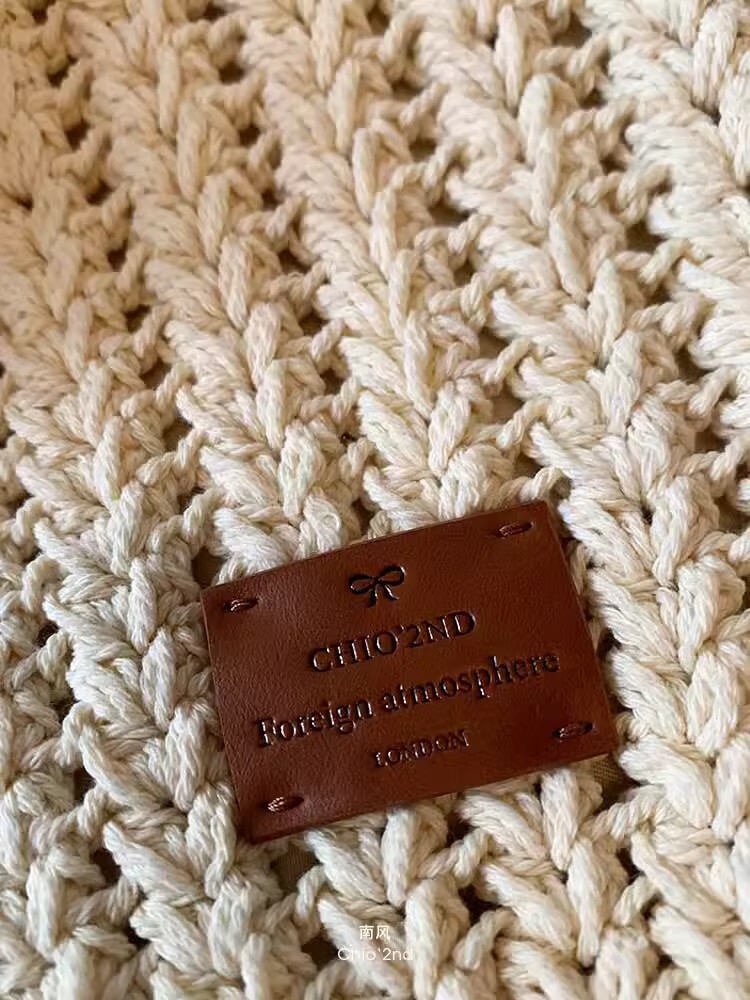 CHIO'2ND
Foreign atmosphere
LONDON
南风
Chio'2nd